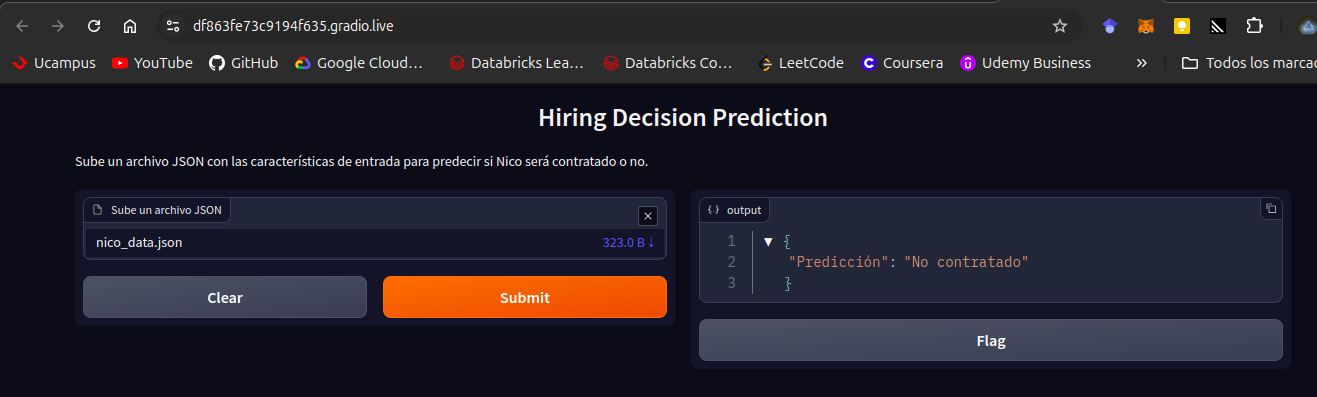 df863fe73c9194f635.gradio.live
Ucampus YouTube GitHub Google Cloud... Databricks Lea... Databricks Co... LeetCode Coursera Udemy Business » Todos los marcac
Hiring Decision Prediction
Sube un archivo JSON con las características de entrada para predecir si Nico será contratado o no.
Sube un archivo JSON
nico_data.json 323.0 B ↓
Clear Submit
{} output
1 ▼ {
2 "Predicción": "No contratado"
3 }
Flag